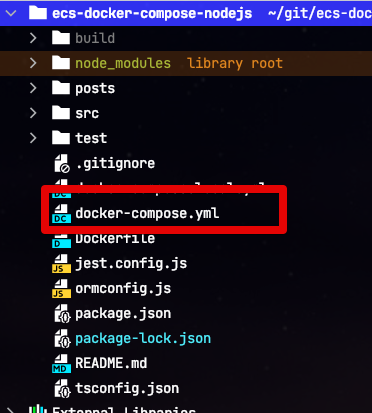 ecs-docker-compose-nodejs ~/git/ecs-doc
build
node_modules library root
posts
src
test
.gitignore
DC docker-compose.yml
DC Dockerfile
JS jest.config.js
JS ormconfig.js
package.json
package-lock.json
MD README.md
tsconfig.json
External Libraries